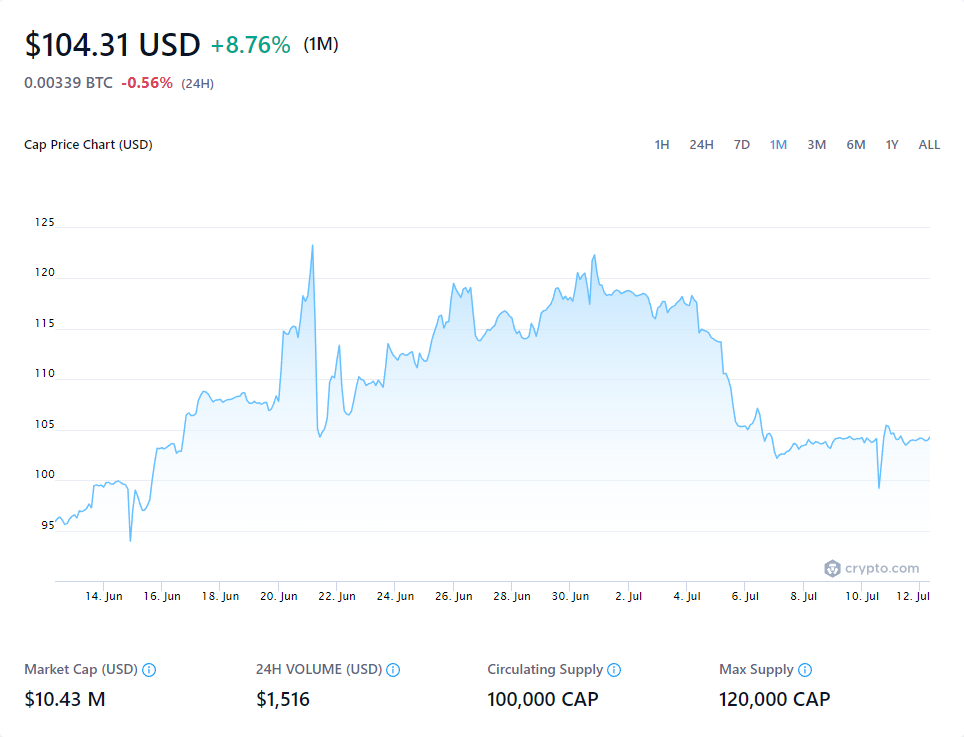 $104.31 USD +8.76% (1M)
0.00339 BTC -0.56% (24H)
Cap Price Chart (USD) 1H 24H 7D 1M 3M 6M 1Y ALL
125
120
115
110
105
100
95
crypto.com
14. Jun 16. Jun 18. Jun 20. Jun 22. Jun 24. Jun 26. Jun 28. Jun 30. Jun 2. Jul 4. Jul 6. Jul 8. Jul 10. Jul 12. Jul
Market Cap (USD) 24H VOLUME (USD) Circulating Supply Max Supply
$10.43 M $1,516 100,000 CAP 120,000 CAP